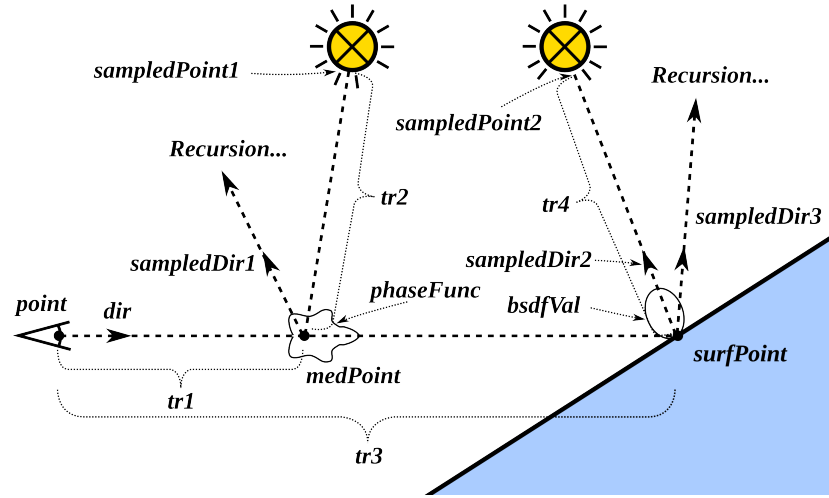 sampledPoint1
Recursion...
sampledPoint2
Recursion...
tr2
tr4
sampledDir3
sampledDir1
sampledDir2
point
dir
phaseFunc
bsdfVal
medPoint
surfPoint
tr1
tr3